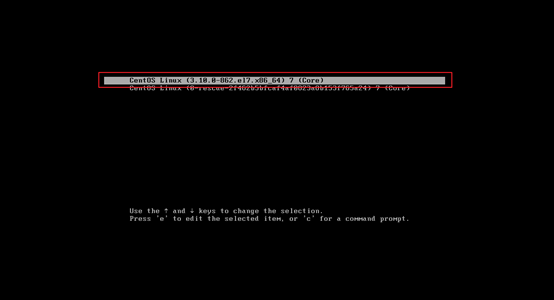 CentOS Linux (3.10.0-862.el7.x86_64) 7 (Core)
CentOS Linux (0-rescue-2f462b5bfcaf4af0823a0b153f765a24) 7 (Core)
Use the ↑ and ↓ keys to change the selection.
Press 'e' to edit the selected item, or 'c' for a command prompt.